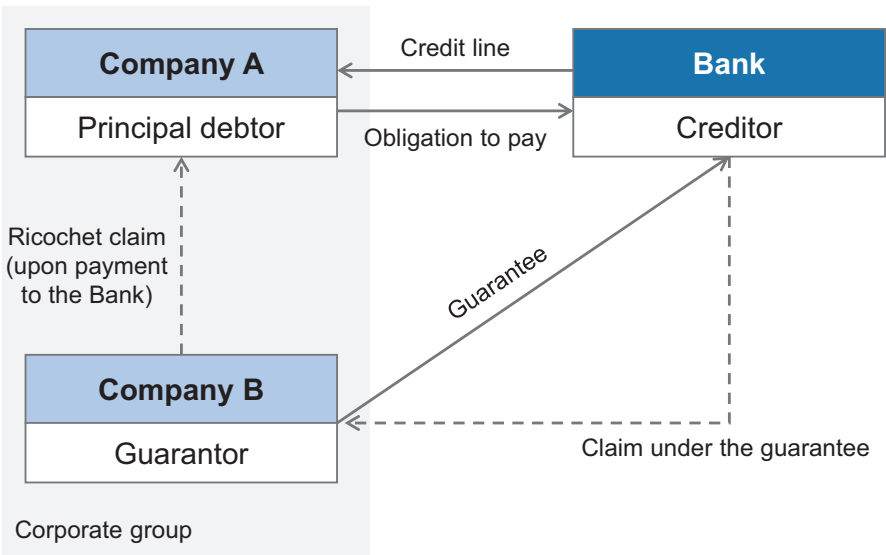 Company A
Principal debtor
Credit line
Obligation to pay
Bank
Creditor
Ricochet claim
(upon payment
to the Bank)
Guarantee
Company B
Guarantor
Claim under the guarantee
Corporate group